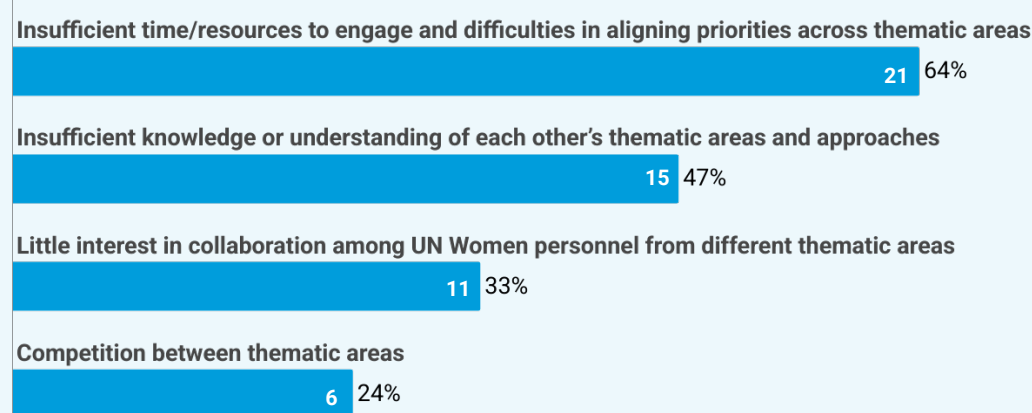 Insufficient time/resources to engage and difficulties in aligning priorities across thematic areas
21 64%
Insufficient knowledge or understanding of each other’s thematic areas and approaches
15 47%
Little interest in collaboration among UN Women personnel from different thematic areas
11 33%
Competition between thematic areas
6 24%